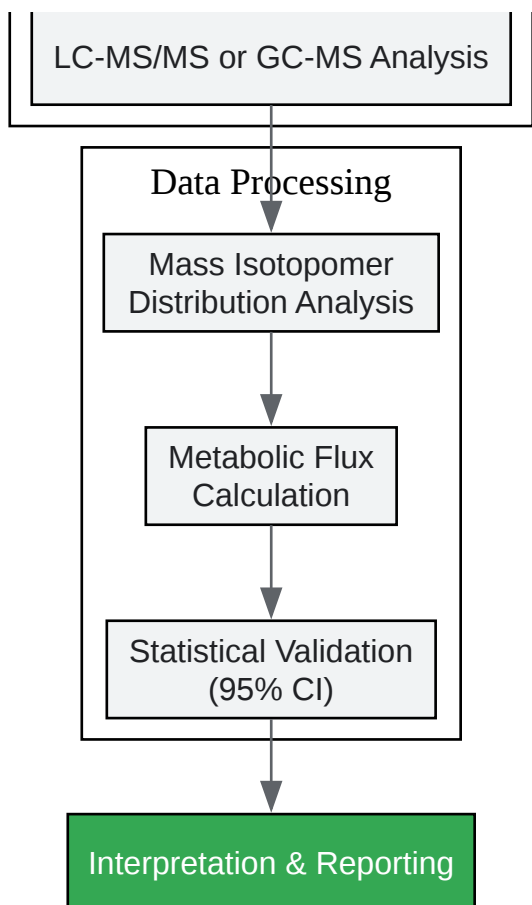 LC-MS/MS or GC-MS Analysis
Data Processing
Mass Isotopomer
Distribution Analysis
Metabolic Flux
Calculation
Statistical Validation
(95% CI)
Interpretation & Reporting